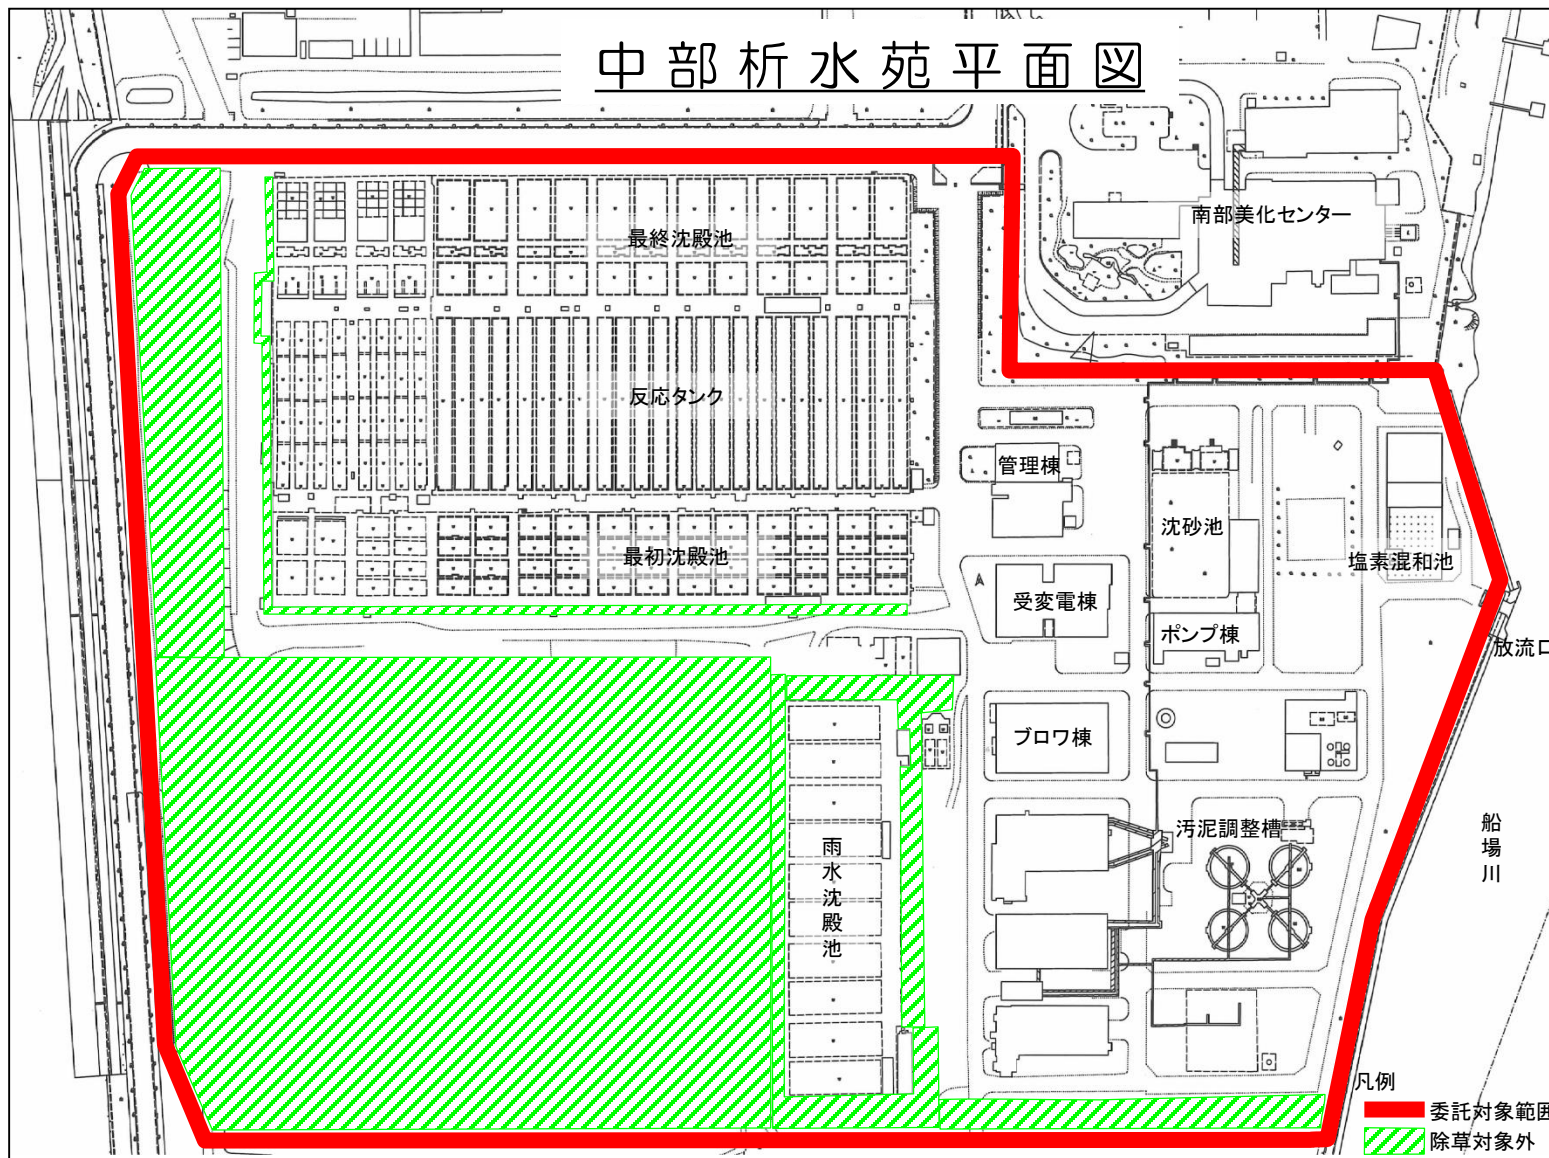 中部析水苑平面図
南部美化センター
最終沈殿池
反応タンク
管理棟
沈砂池
最初沈殿池
塩素混和池
受変電棟
ポンプ棟
放流口
ブロワ棟
汚泥調整槽
船場川
雨水沈殿池
凡例
委託対象範囲
除草対象外